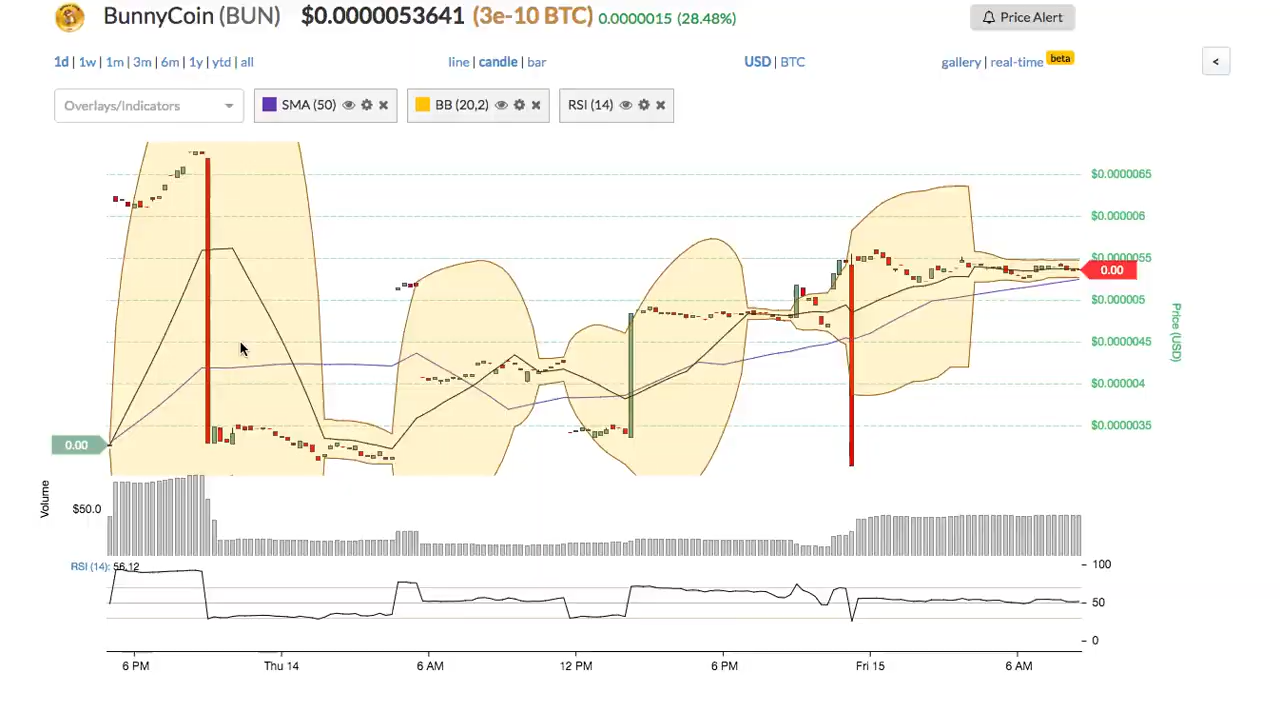 BunnyCoin (BUN) $0.0000053641 (3e-10 BTC) 0.0000015 (28.48%)
Price Alert
1d | 1w | 1m | 3m | 6m | 1y | ytd | all
line | candle | bar
USD | BTC
gallery | real-time beta
<
Overlays/Indicators
SMA (50)
BB (20,2)
RSI (14)
$0.0000065
$0.000006
$0.0000055
0.00
$0.000005
$0.0000045
$0.000004
$0.0000035
Price (USD)
0.00
Volume
$50.0
RSI (14): 56.12
100
50
0
6 PM
Thu 14
6 AM
12 PM
6 PM
Fri 15
6 AM